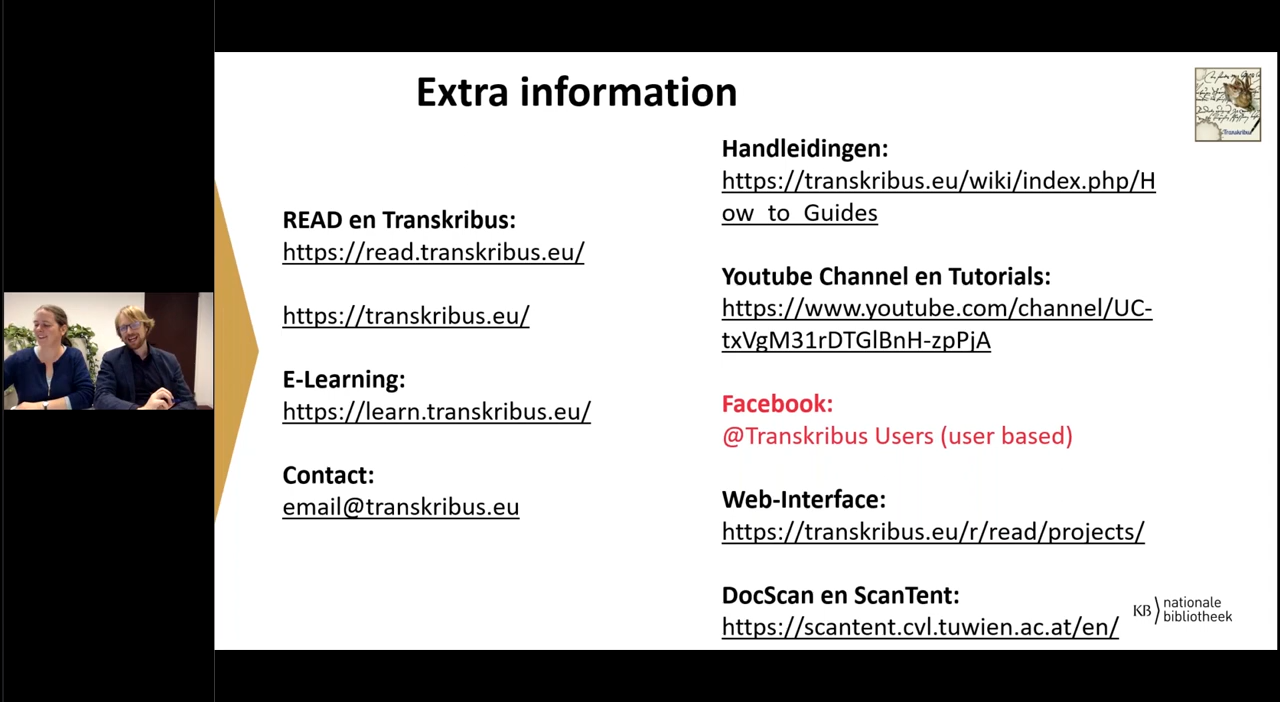 Extra information
READ en Transkribus:
https://read.transkribus.eu/
https://transkribus.eu/
E-Learning:
https://learn.transkribus.eu/
Contact:
email@transkribus.eu
Handleidingen:
https://transkribus.eu/wiki/index.php/H
ow_to_Guides
Youtube Channel en Tutorials:
https://www.youtube.com/channel/UC-
txVgM31rDTGlBnH-zpPjA
Facebook:
@Transkribus Users (user based)
Web-Interface:
https://transkribus.eu/r/read/projects/
DocScan en ScanTent:
https://scantent.cvl.tuwien.ac.at/en/
KB nationale
bibliotheek
Transkribus